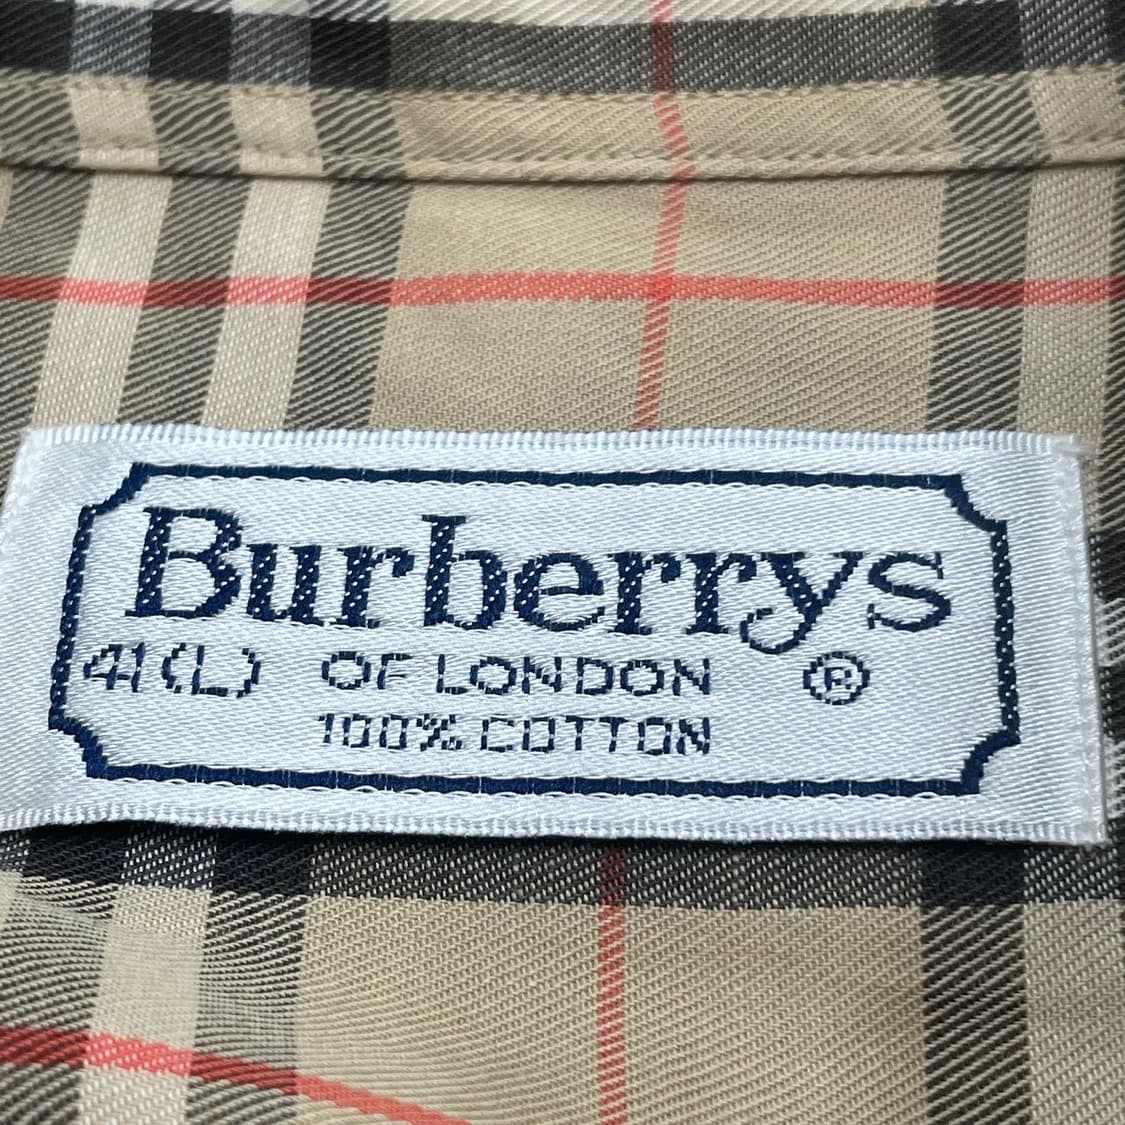 Burberrys
41(L) OF LONDON ®
100% COTTON